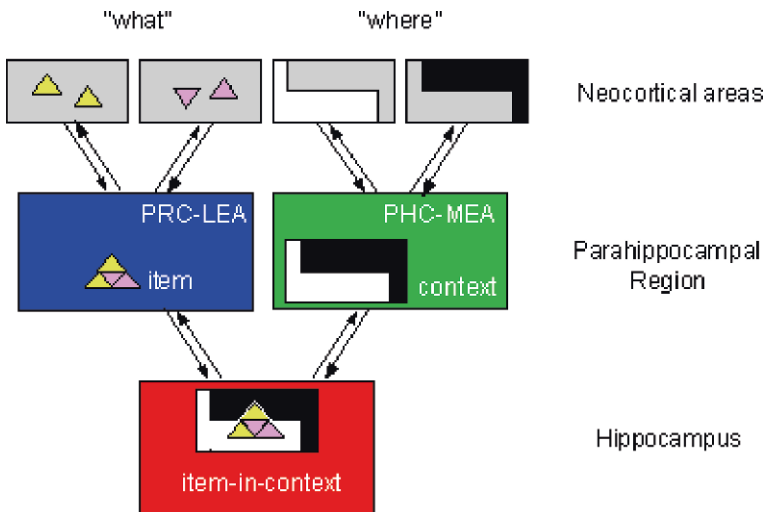 "what"
"where"
Neocortical areas
PRC-LEA
item
PHC-MEA
context
Parahippocampal
Region
item-in-context
Hippocampus